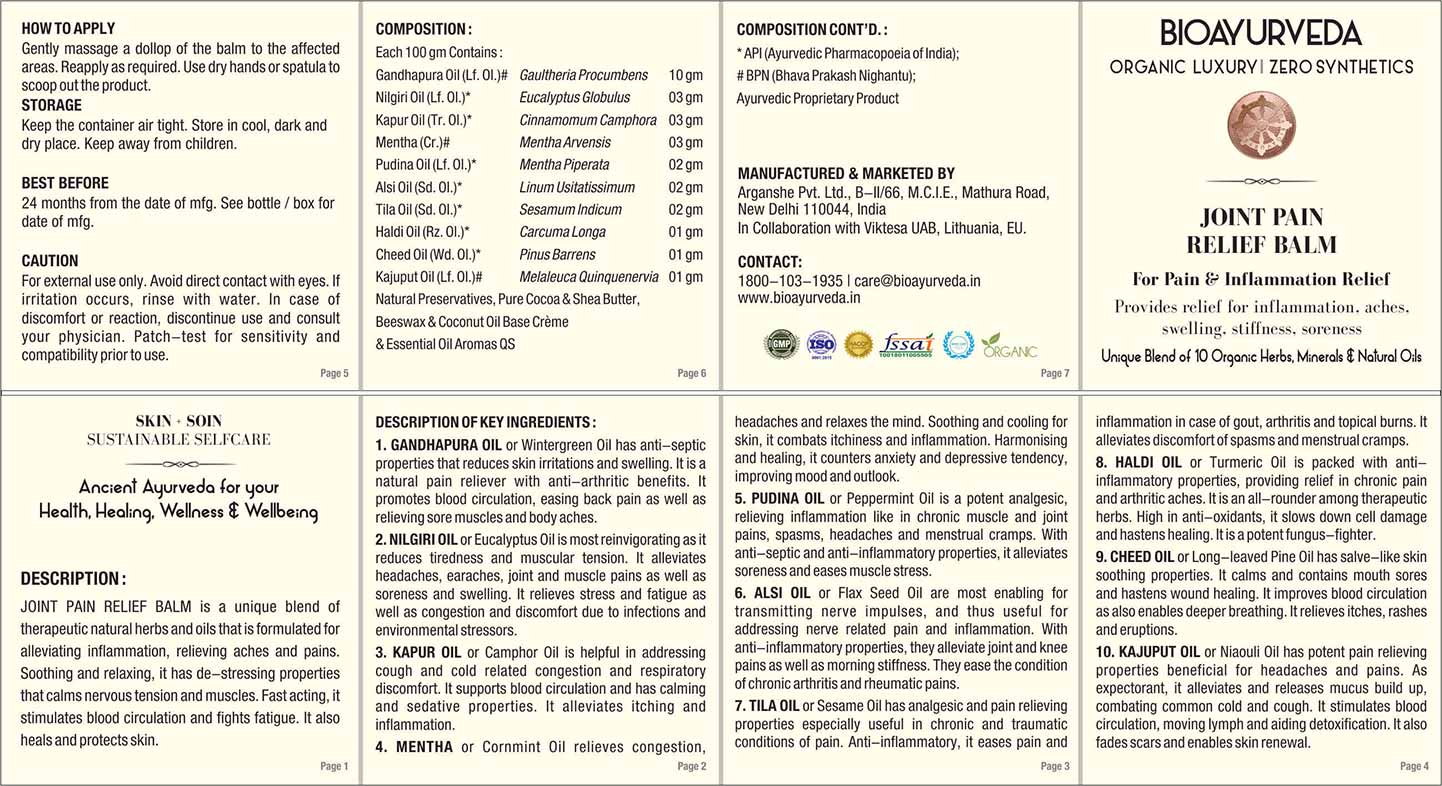 HOW TO APPLY
Gently massage a dollop of the balm to the affected
areas. Reapply as required. Use dry hands or spatula to
scoop out the product.
STORAGE
Keep the container air tight. Store in cool, dark and
dry place. Keep away from children.
BEST BEFORE
24 months from the date of mfg. See bottle / box for
date of mfg.
CAUTION
For external use only. Avoid direct contact with eyes. If
irritation occurs, rinse with water. In case of
discomfort or reaction, discontinue use and consult
your physician. Patch–test for sensitivity and
compatibility prior to use.
Page 5
COMPOSITION :
Each 100 gm Contains :
Gandhapura Oil (Lf. Ol.)# Gaultheria Procumbens 10 gm
Nilgiri Oil (Lf. Ol.)* Eucalyptus Globulus 03 gm
Kapur Oil (Tr. Ol.)* Cinnamomum Camphora 03 gm
Mentha (Cr.)# Mentha Arvensis 03 gm
Pudina Oil (Lf. Ol.)* Mentha Piperata 02 gm
Alsi Oil (Sd. Ol.)* Linum Usitatissimum 02 gm
Tila Oil (Sd. Ol.)* Sesamum Indicum 02 gm
Haldi Oil (Rz. Ol.)* Carcuma Longa 01 gm
Cheed Oil (Wd. Ol.)* Pinus Barrens 01 gm
Kajuput Oil (Lf. Ol.)# Melaleuca Quinquenervia 01 gm
Natural Preservatives, Pure Cocoa & Shea Butter,
Beeswax & Coconut Oil Base Crème
& Essential Oil Aromas QS
Page 6
COMPOSITION CONT'D. :
* API (Ayurvedic Pharmacopoeia of India);
# BPN (Bhava Prakash Nighantu);
Ayurvedic Proprietary Product
MANUFACTURED & MARKETED BY
Arganshe Pvt. Ltd., B–II/66, M.C.I.E., Mathura Road,
New Delhi 110044, India
In Collaboration with Viktesa UAB, Lithuania, EU.
CONTACT:
1800–103–1935 | care@bioayurveda.in
www.bioayurveda.in
GMP
ISO
9001:2015
HACCP
fssai
10018011005505
ORGANIC
Page 7
BIOAYURVEDA
ORGANIC LUXURY | ZERO SYNTHETICS
JOINT PAIN
RELIEF BALM
For Pain & Inflammation Relief
Provides relief for inflammation, aches,
swelling, stiffness, soreness
Unique Blend of 10 Organic Herbs, Minerals & Natural Oils
SKIN + SOIN
SUSTAINABLE SELFCARE
Ancient Ayurveda for your
Health, Healing, Wellness & Wellbeing
DESCRIPTION :
JOINT PAIN RELIEF BALM is a unique blend of
therapeutic natural herbs and oils that is formulated for
alleviating inflammation, relieving aches and pains.
Soothing and relaxing, it has de–stressing properties
that calms nervous tension and muscles. Fast acting, it
stimulates blood circulation and fights fatigue. It also
heals and protects skin.
Page 1
DESCRIPTION OF KEY INGREDIENTS :
1. GANDHAPURA OIL or Wintergreen Oil has anti–septic
properties that reduces skin irritations and swelling. It is a
natural pain reliever with anti–arthritic benefits. It
promotes blood circulation, easing back pain as well as
relieving sore muscles and body aches.
2. NILGIRI OIL or Eucalyptus Oil is most reinvigorating as it
reduces tiredness and muscular tension. It alleviates
headaches, earaches, joint and muscle pains as well as
soreness and swelling. It relieves stress and fatigue as
well as congestion and discomfort due to infections and
environmental stressors.
3. KAPUR OIL or Camphor Oil is helpful in addressing
cough and cold related congestion and respiratory
discomfort. It supports blood circulation and has calming
and sedative properties. It alleviates itching and
inflammation.
4. MENTHA or Cornmint Oil relieves congestion,
Page 2
headaches and relaxes the mind. Soothing and cooling for
skin, it combats itchiness and inflammation. Harmonising
and healing, it counters anxiety and depressive tendency,
improving mood and outlook.
5. PUDINA OIL or Peppermint Oil is a potent analgesic,
relieving inflammation like in chronic muscle and joint
pains, spasms, headaches and menstrual cramps. With
anti–septic and anti–inflammatory properties, it alleviates
soreness and eases muscle stress.
6. ALSI OIL or Flax Seed Oil are most enabling for
transmitting nerve impulses, and thus useful for
addressing nerve related pain and inflammation. With
anti–inflammatory properties, they alleviate joint and knee
pains as well as morning stiffness. They ease the condition
of chronic arthritis and rheumatic pains.
7. TILA OIL or Sesame Oil has analgesic and pain relieving
properties especially useful in chronic and traumatic
conditions of pain. Anti–inflammatory, it eases pain and
Page 3
inflammation in case of gout, arthritis and topical burns. It
alleviates discomfort of spasms and menstrual cramps.
8. HALDI OIL or Turmeric Oil is packed with anti–
inflammatory properties, providing relief in chronic pain
and arthritic aches. It is an all–rounder among therapeutic
herbs. High in anti–oxidants, it slows down cell damage
and hastens healing. It is a potent fungus–fighter.
9. CHEED OIL or Long–leaved Pine Oil has salve–like skin
soothing properties. It calms and contains mouth sores
and hastens wound healing. It improves blood circulation
as also enables deeper breathing. It relieves itches, rashes
and eruptions.
10. KAJUPUT OIL or Niaouli Oil has potent pain relieving
properties beneficial for headaches and pains. As
expectorant, it alleviates and releases mucus build up,
combating common cold and cough. It stimulates blood
circulation, moving lymph and aiding detoxification. It also
fades scars and enables skin renewal.
Page 4